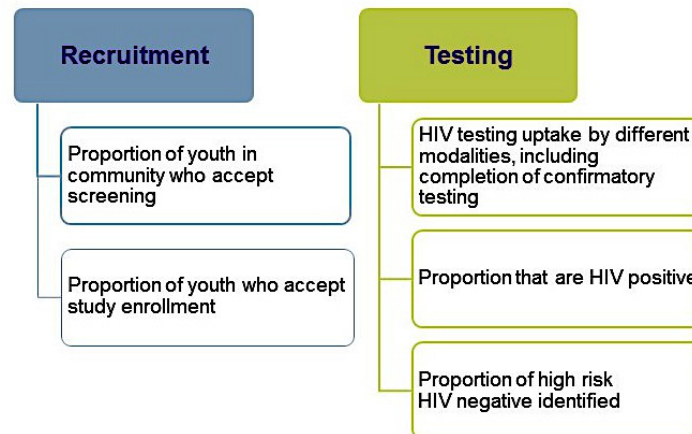 Recruitment
Proportion of youth in
community who accept
screening
Proportion of youth who accept
study enrollment
Testing
HIV testing uptake by different
modalities, including
completion of confirmatory
testing
Proportion that are HIV positive
Proportion of high risk
HIV negative identified